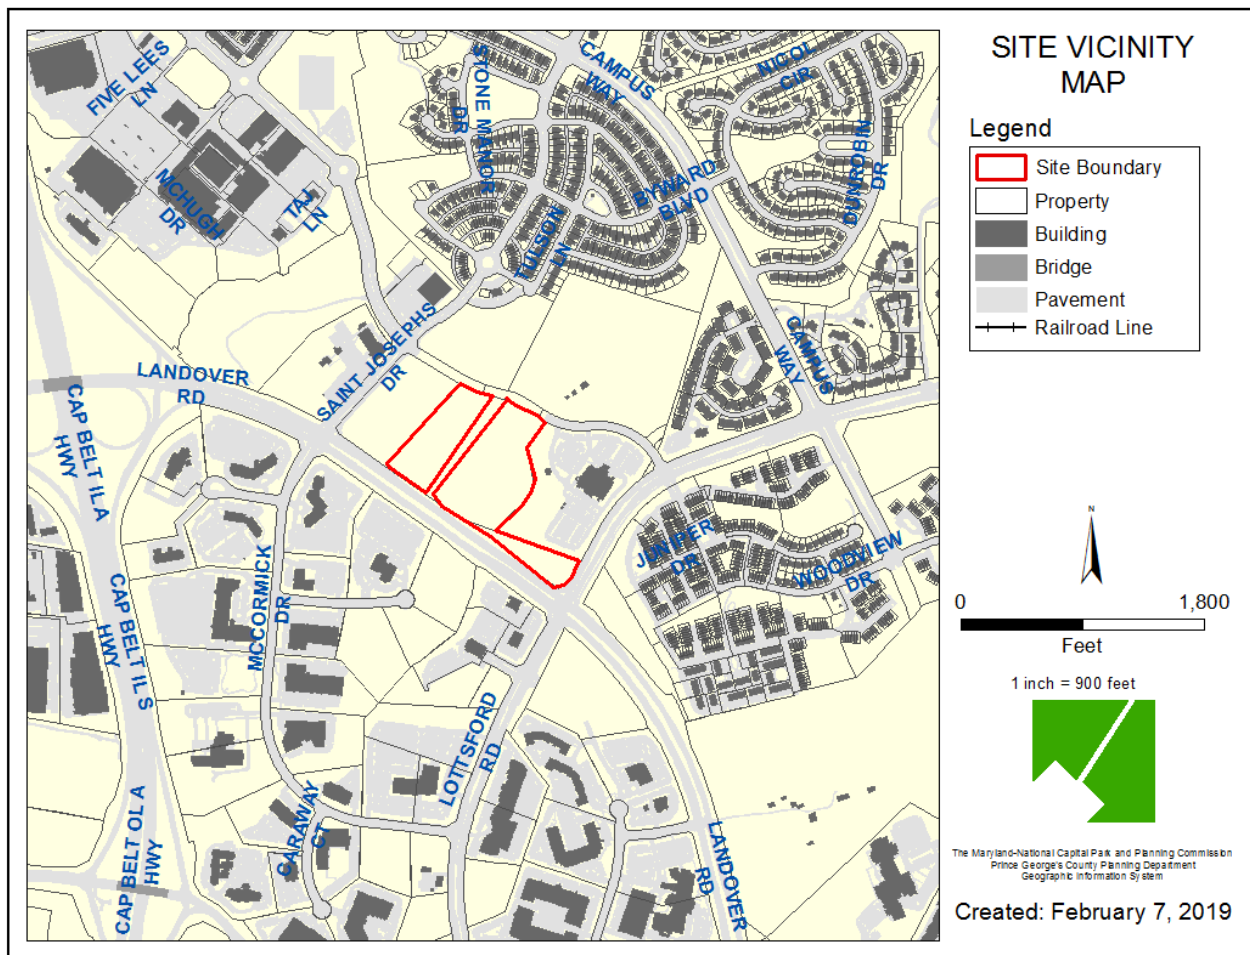 SITE VICINITY
MAP
Legend
Site Boundary
Property
Building
Bridge
Pavement
Railroad Line
N
0
1,800
Feet
1 inch = 900 feet
The Maryland-National Capital Park and Planning Commission
Prince George's County Planning Department
Geographic Information System
Created: February 7, 2019
FIVE LEES
LN
STONE MANOR
DR
CAMPUS
WAY
NICOL
CIR
DUNROBIN
DR
MCHUGH
DR
TAJ
LN
BYWARD
BLVD
TULSON
LN
SAINT JOSEPHS
DR
LANDOVER
RD
CAMPUS
WAY
CAP BELT IL A
HWY
JUNIPER
DR
WOODVIEW
DR
MCCORMICK
DR
CAP BELT IL S
HWY
LOTTSFORD
RD
CARAWAY
CT
CAP BELT OL A
HWY
LANDOVER
RD